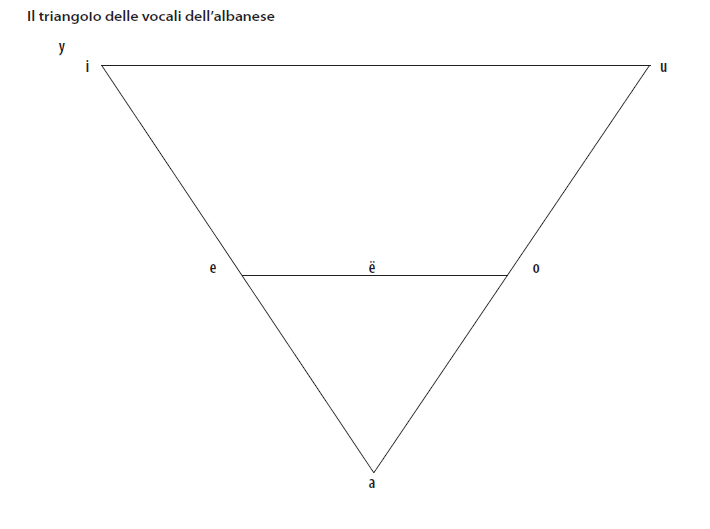 Il triangolo delle vocali dell'albanese
y
i u
e ë o
a